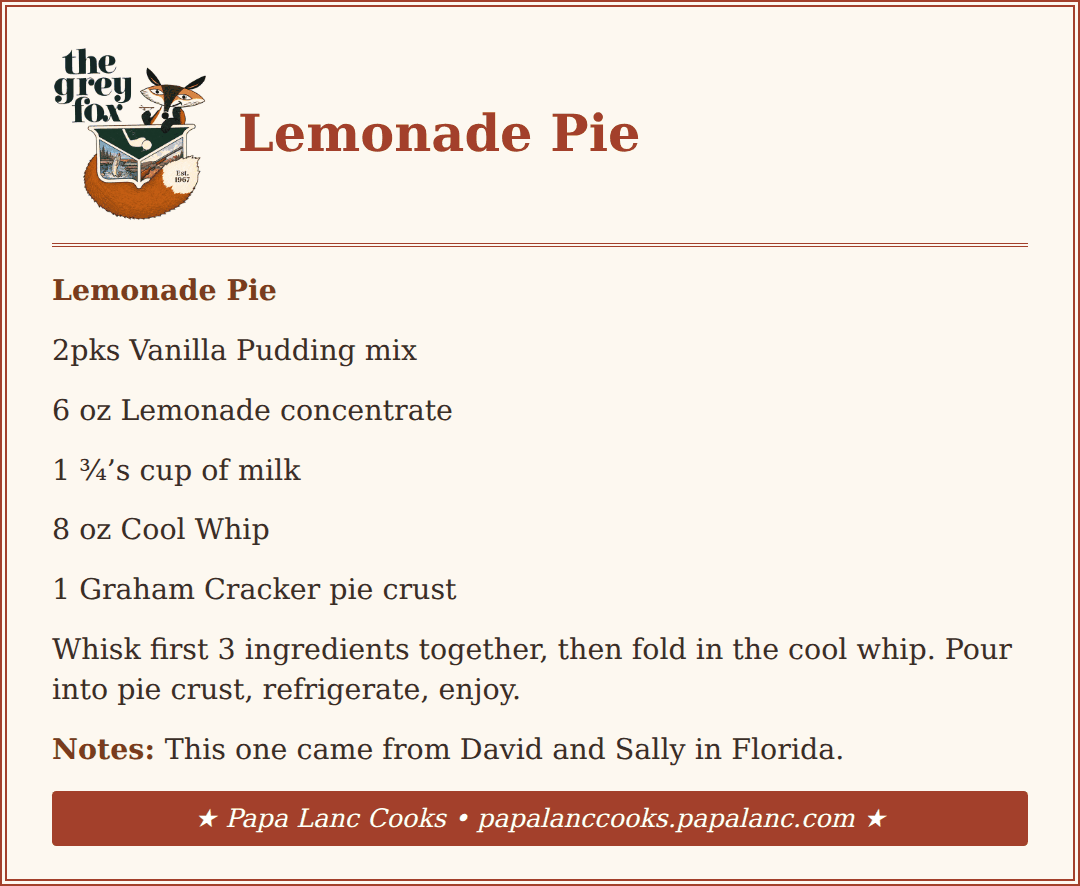 the
grey
fox
Est.
1967
Lemonade Pie
Lemonade Pie
2pks Vanilla Pudding mix
6 oz Lemonade concentrate
1 ¾’s cup of milk
8 oz Cool Whip
1 Graham Cracker pie crust
Whisk first 3 ingredients together, then fold in the cool whip. Pour
into pie crust, refrigerate, enjoy.
Notes: This one came from David and Sally in Florida.
★ Papa Lanc Cooks • papalanccooks.papalanc.com ★